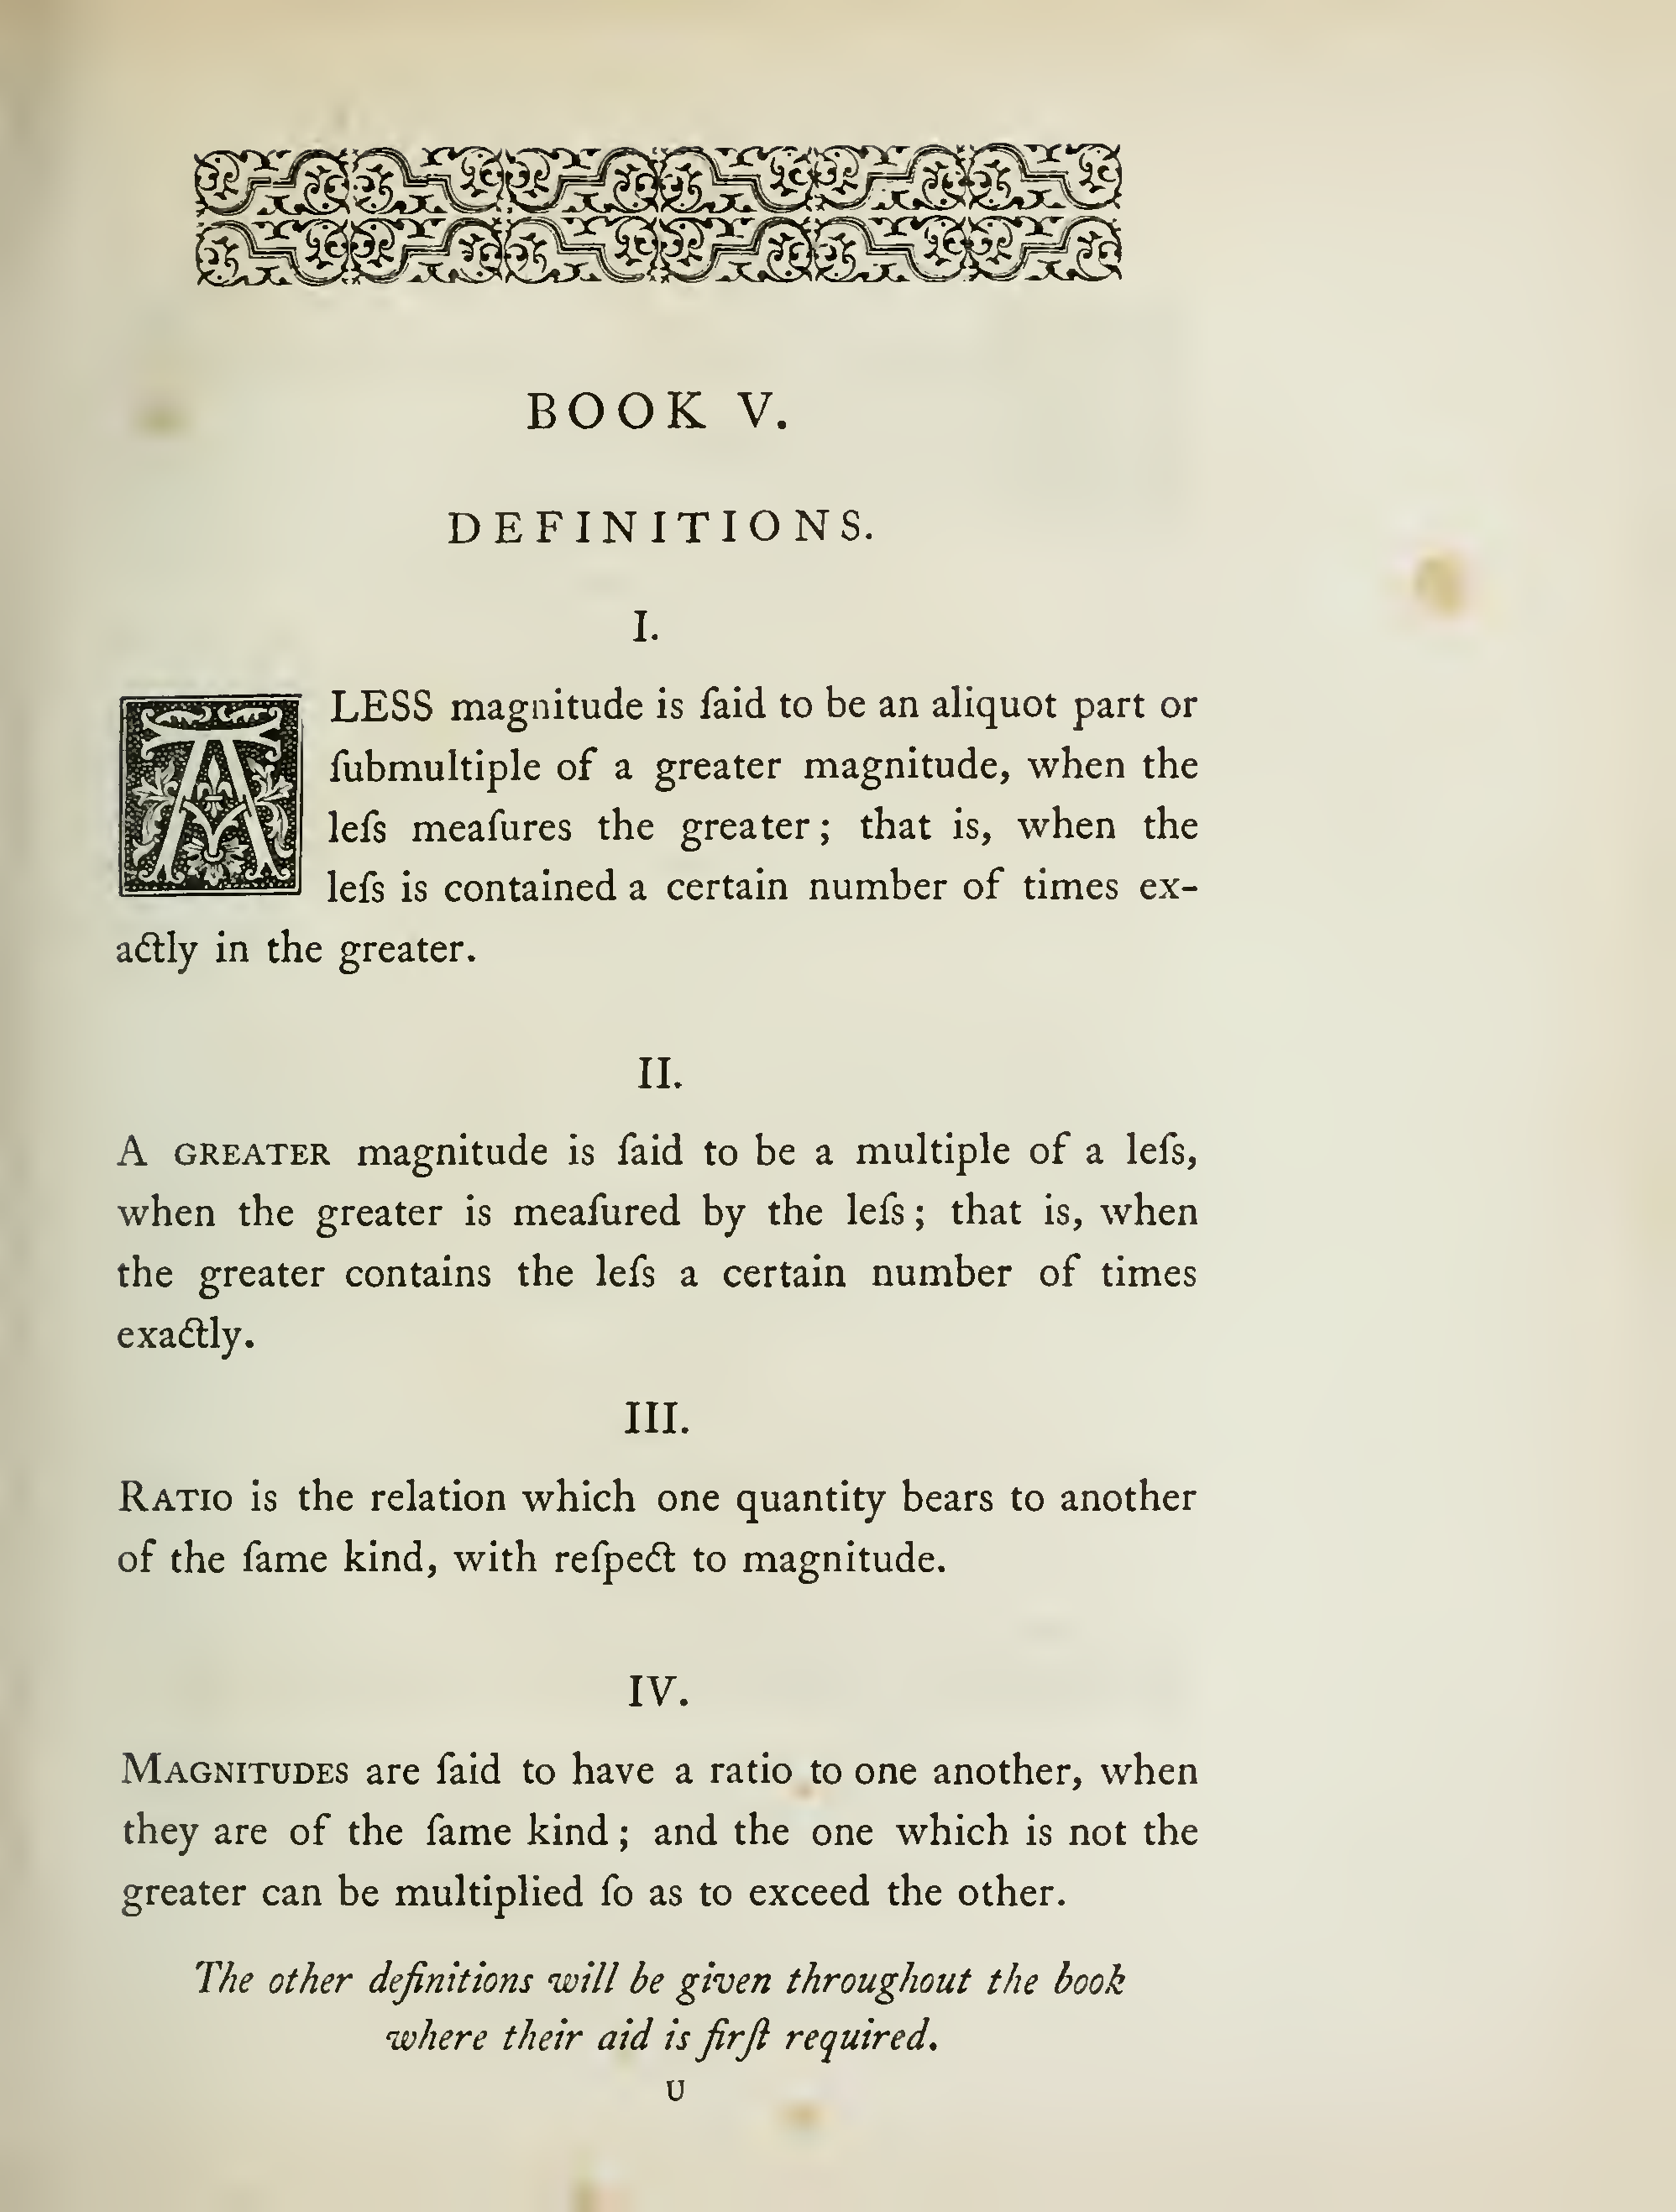 BOOK V.
DEFINITIONS.
I.
A LESS magnitude is ſaid to be an aliquot part or
ſubmultiple of a greater magnitude, when the
leſs meaſures the greater; that is, when the
leſs is contained a certain number of times ex-
actly in the greater.
II.
A GREATER magnitude is ſaid to be a multiple of a leſs,
when the greater is meaſured by the leſs; that is, when
the greater contains the leſs a certain number of times
exactly.
III.
RATIO is the relation which one quantity bears to another
of the ſame kind, with reſpect to magnitude.
IV.
MAGNITUDES are ſaid to have a ratio to one another, when
they are of the ſame kind; and the one which is not the
greater can be multiplied ſo as to exceed the other.
The other definitions will be given throughout the book
where their aid is firſt required.
U